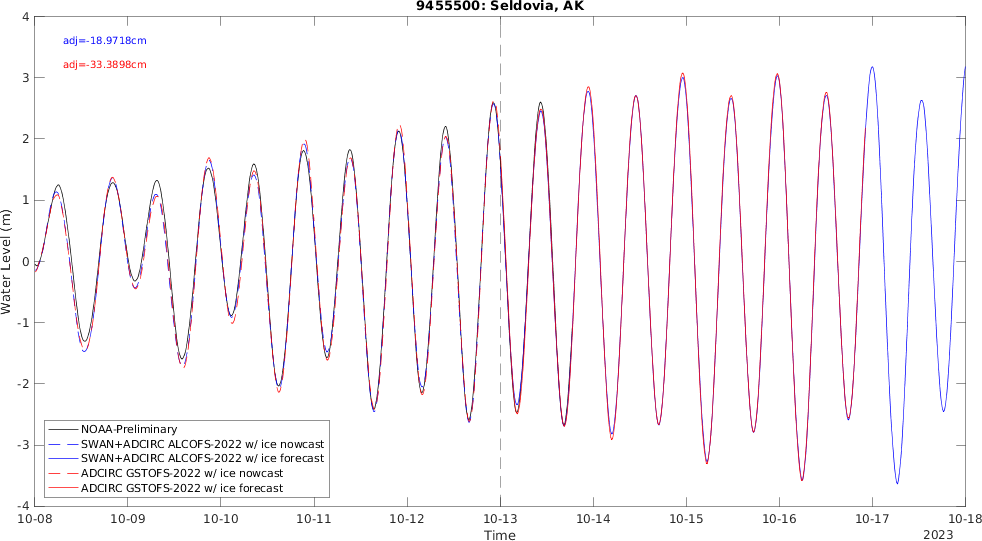 9455500: Seldovia, AK
adj=-18.9718cm
adj=-33.3898cm
Water Level (m)
4
3
2
1
0
-1
-2
-3
-4
NOAA-Preliminary
SWAN+ADCIRC ALCOFS-2022 w/ ice nowcast
SWAN+ADCIRC ALCOFS-2022 w/ ice forecast
ADCIRC GSTOFS-2022 w/ ice nowcast
ADCIRC GSTOFS-2022 w/ ice forecast
10-08 10-09 10-10 10-11 10-12 10-13 10-14 10-15 10-16 10-17 10-18
Time
2023